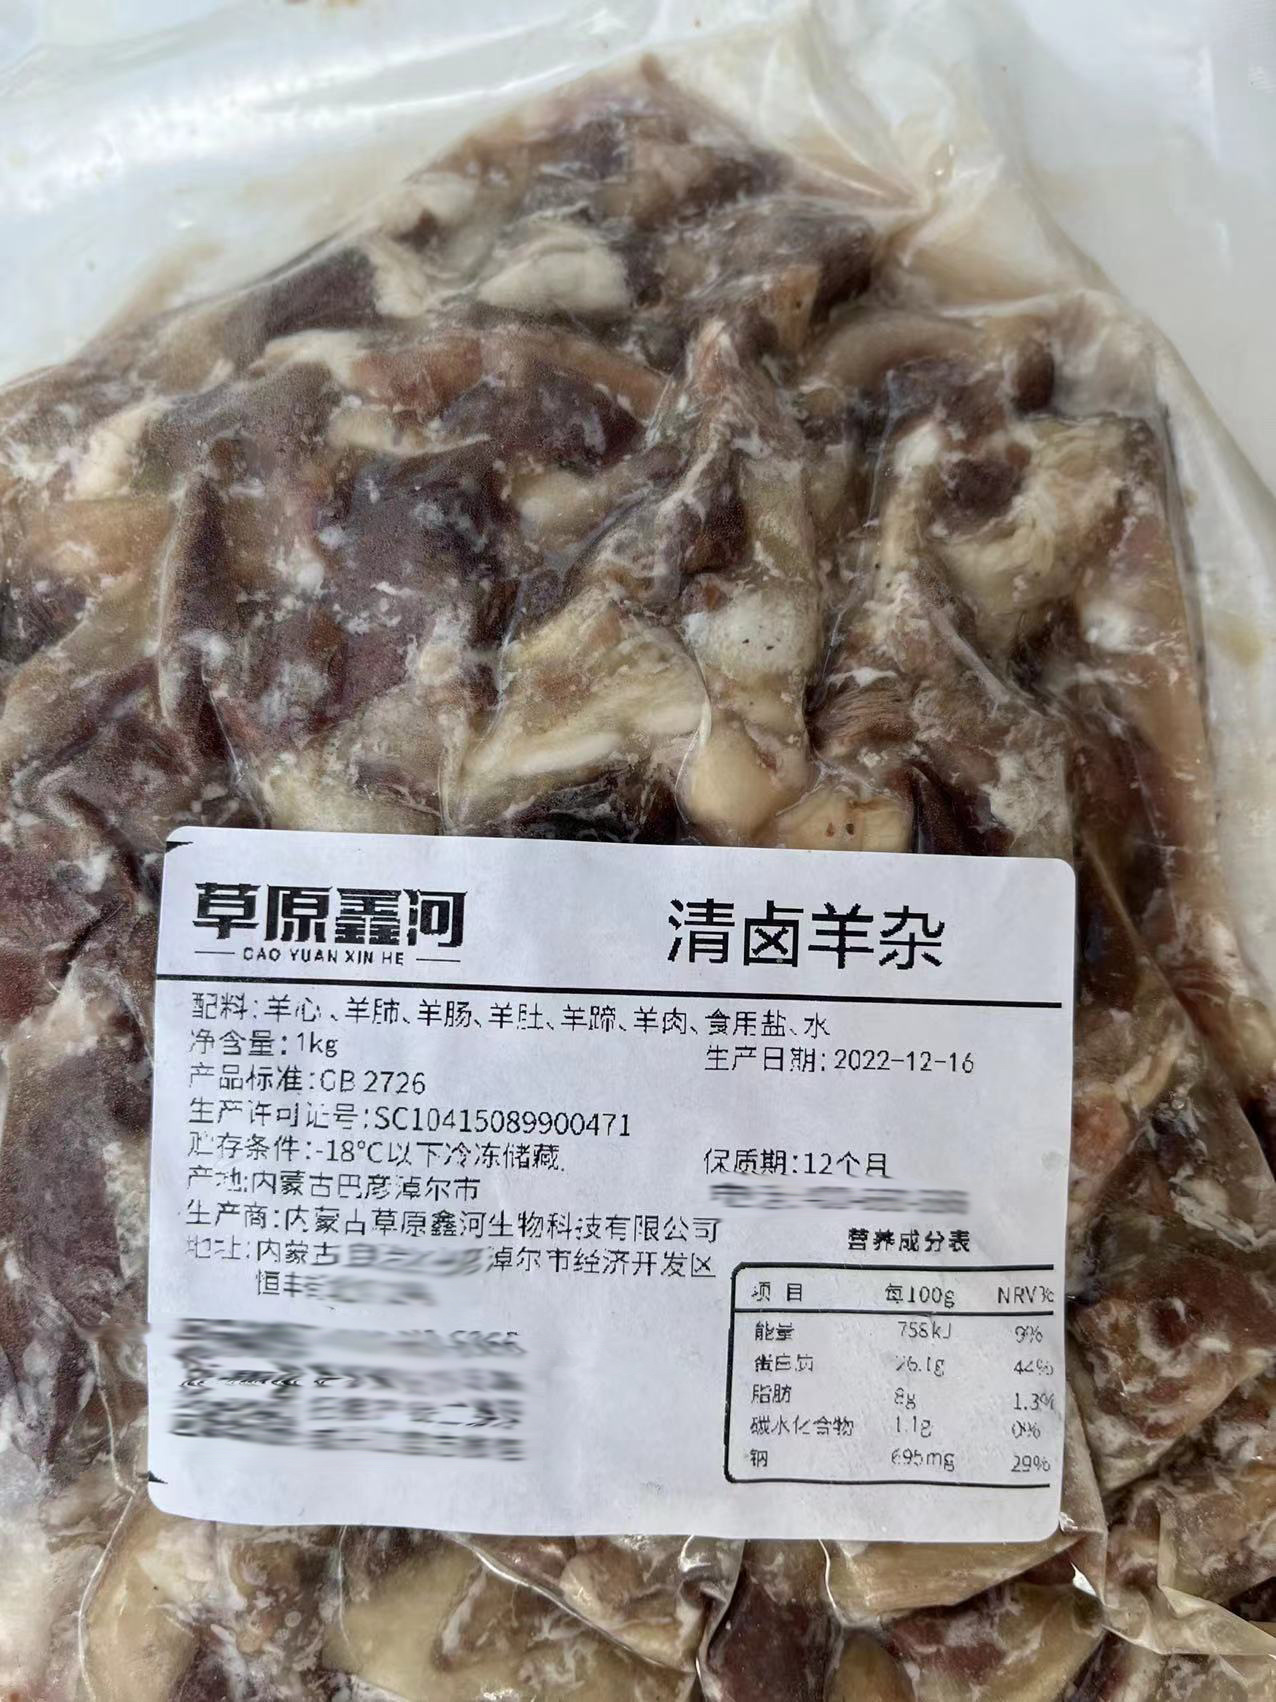 草原鑫河
CAO YUAN XIN HE
清卤羊杂
配料:羊心、羊肺、羊肠、羊肚、羊蹄、羊肉、食用盐、水
净含量:1kg
生产日期:2022-12-16
产品标准:GB 2726
生产许可证号:SC10415089900471
贮存条件:-18℃以下冷冻储藏.
保质期:12个月
产地:内蒙古巴彦淖尔市
生产商:内蒙古草原鑫河生物科技有限公司
地址:内蒙古 淖尔市经济开发区
恒丰
营养成分表
项目 每100g NRV%
能量 758kJ 9%
蛋白质 26.1g 44%
脂肪 8g 1.3%
碳水化合物 1.1g 0%
钠 695mg 29%